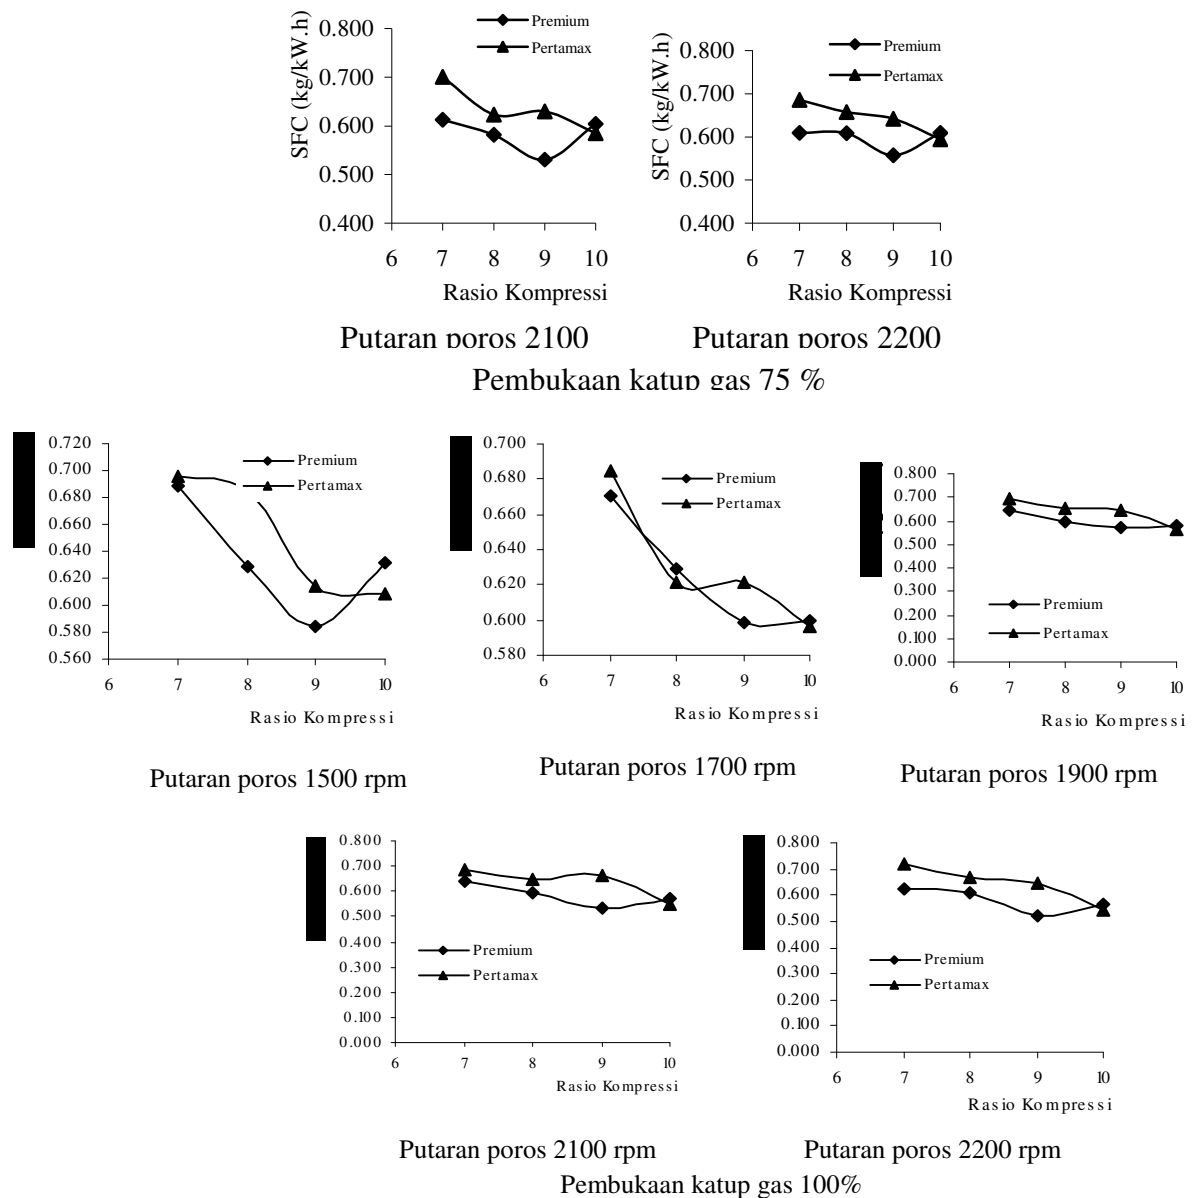 SFC (kg/kW.h)
0.800
0.700
0.600
0.500
0.400
Premium
Pertamax
6 7 8 9 10
Rasio Kompressi
Putaran poros 2100
SFC (kg/kW.h)
0.800
0.700
0.600
0.500
0.400
Premium
Pertamax
6 7 8 9 10
Rasio Kompressi
Putaran poros 2200
Pembukaan katup gas 75 %
0.720
0.700
0.680
0.660
0.640
0.620
0.600
0.580
0.560
Premium
Pertamax
6 7 8 9 10
Rasio Kompressi
Putaran poros 1500 rpm
0.700
0.680
0.660
0.640
0.620
0.600
0.580
Premium
Pertamax
6 7 8 9 10
Rasio Kompressi
Putaran poros 1700 rpm
0.800
0.700
0.600
0.500
0.400
0.300
0.200
0.100
0.000
Premium
Pertamax
6 7 8 9 10
Rasio Kompressi
Putaran poros 1900 rpm
0.800
0.700
0.600
0.500
0.400
0.300
0.200
0.100
0.000
Premium
Pertamax
6 7 8 9 10
Rasio Kompressi
Putaran poros 2100 rpm
0.800
0.700
0.600
0.500
0.400
0.300
0.200
0.100
0.000
Premium
Pertamax
6 7 8 9 10
Rasio Kompressi
Putaran poros 2200 rpm
Pembukaan katup gas 100%